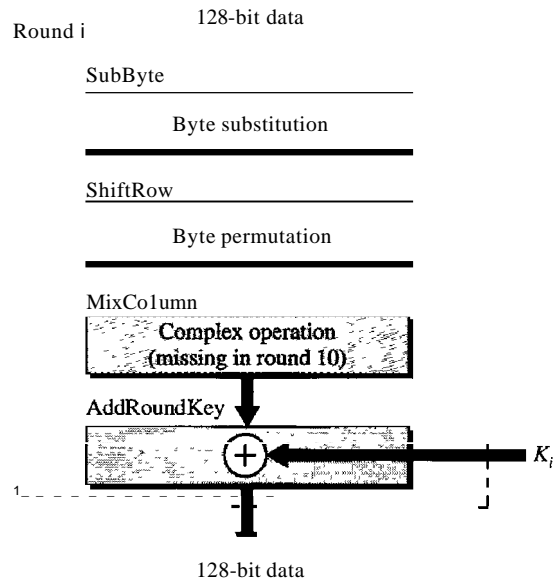 128-bit data
Round i
SubByte
Byte substitution
ShiftRow
Byte permutation
MixCo1umn
Complex operation
(missing in round 10)
AddRoundKey
K_i
1
128-bit data